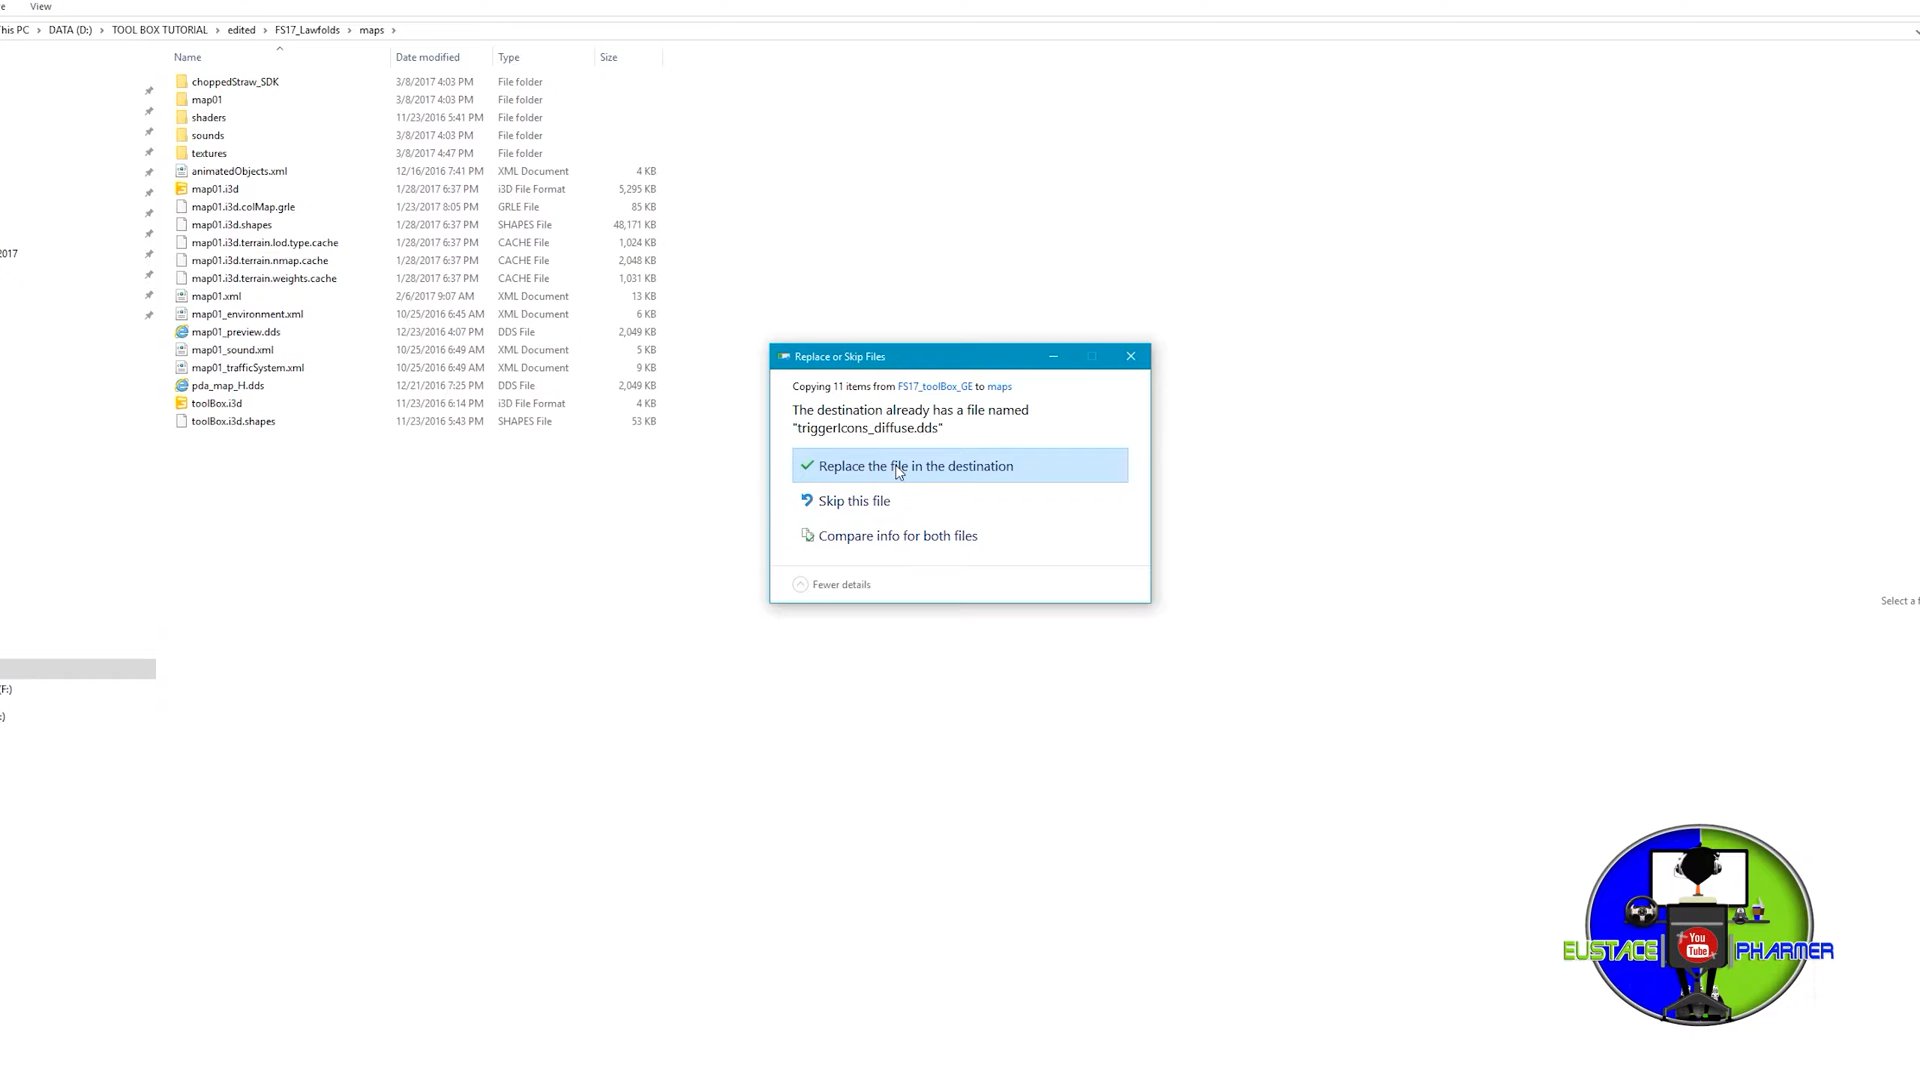 View
This PC > DATA (D:) > TOOL BOX TUTORIAL > edited > FS17_Lawfolds > maps >
Name Date modified Type Size
choppedStraw_SDK 3/8/2017 4:03 PM File folder
map01 3/8/2017 4:03 PM File folder
shaders 11/23/2016 5:41 PM File folder
sounds 3/8/2017 4:03 PM File folder
textures 3/8/2017 4:47 PM File folder
animatedObjects.xml 12/16/2016 7:41 PM XML Document 4 KB
map01.i3d 1/28/2017 6:37 PM i3D File Format 5,295 KB
map01.i3d.colMap.grle 1/23/2017 8:05 PM GRLE File 85 KB
map01.i3d.shapes 1/28/2017 6:37 PM SHAPES File 48,171 KB
map01.i3d.terrain.lod.type.cache 1/28/2017 6:37 PM CACHE File 1,024 KB
2017
map01.i3d.terrain.nmap.cache 1/28/2017 6:37 PM CACHE File 2,048 KB
map01.i3d.terrain.weights.cache 1/28/2017 6:37 PM CACHE File 1,031 KB
map01.xml 2/6/2017 9:07 AM XML Document 13 KB
map01_environment.xml 10/25/2016 6:45 AM XML Document 6 KB
map01_preview.dds 12/23/2016 4:07 PM DDS File 2,049 KB
map01_sound.xml 10/25/2016 6:49 AM XML Document 5 KB
map01_trafficSystem.xml 10/25/2016 6:49 AM XML Document 9 KB
pda_map_H.dds 12/21/2016 7:25 PM DDS File 2,049 KB
toolBox.i3d 11/23/2016 6:14 PM i3D File Format 4 KB
toolBox.i3d.shapes 11/23/2016 5:43 PM SHAPES File 53 KB
Replace or Skip Files
Copying 11 items from FS17_toolBox_GE to maps
The destination already has a file named
"triggerIcons_diffuse.dds"
Replace the file in the destination
Skip this file
Compare info for both files
Fewer details
Select a f
(F:)
:)
EUSTACE You Tube PHARMER